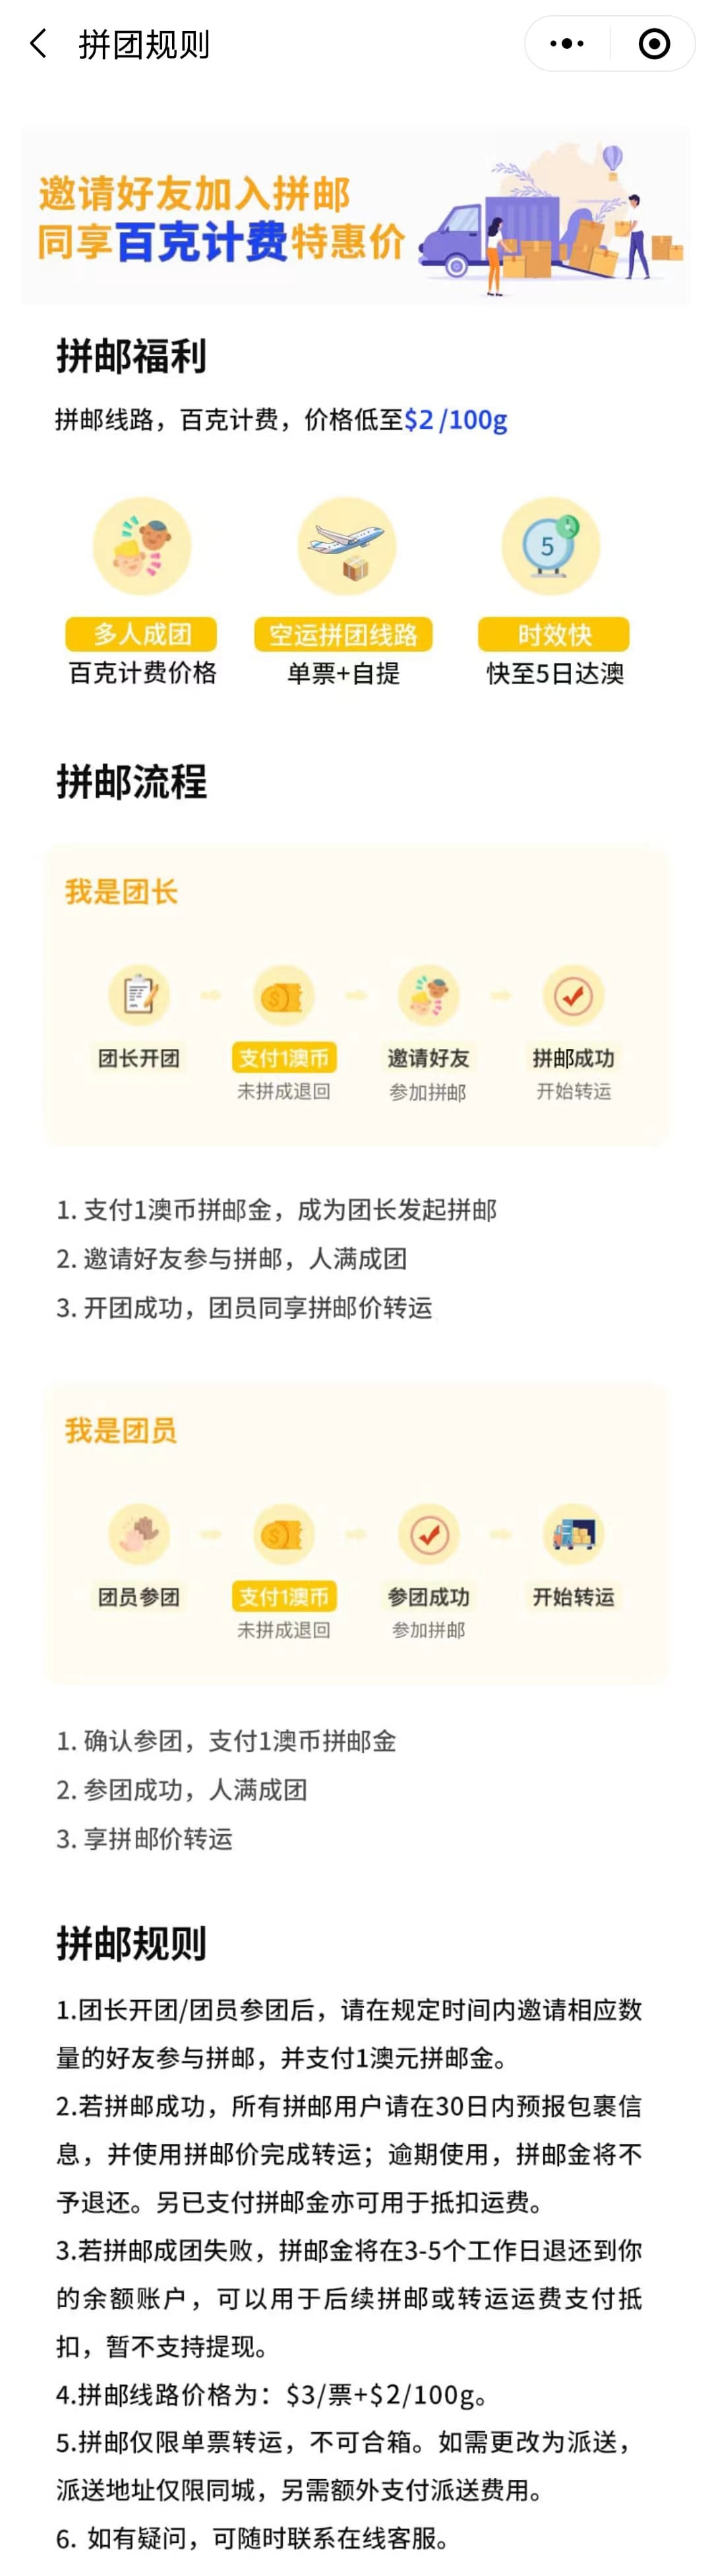 拼团规则
邀请好友加入拼邮
同享百克计费特惠价
拼邮福利
拼邮线路，百克计费，价格低至$2 /100g
5
多人成团 空运拼团线路 时效快
百克计费价格 单票+自提 快至5日达澳
拼邮流程
我是团长
团长开团 支付1澳币 邀请好友 拼邮成功
未拼成退回 参加拼邮 开始转运
1. 支付1澳币拼邮金，成为团长发起拼邮
2. 邀请好友参与拼邮，人满成团
3. 开团成功，团员同享拼邮价转运
我是团员
团员参团 支付1澳币 参团成功 开始转运
未拼成退回 参加拼邮
1. 确认参团，支付1澳币拼邮金
2. 参团成功，人满成团
3. 享拼邮价转运
拼邮规则
1.团长开团/团员参团后，请在规定时间内邀请相应数
量的好友参与拼邮，并支付1澳元拼邮金。
2.若拼邮成功，所有拼邮用户请在30日内预报包裹信
息，并使用拼邮价完成转运；逾期使用，拼邮金将不
予退还。另已支付拼邮金亦可用于抵扣运费。
3.若拼邮成团失败，拼邮金将在3-5个工作日退还到你
的余额账户，可以用于后续拼邮或转运运费支付抵
扣，暂不支持提现。
4.拼邮线路价格为：$3/票+$2/100g。
5.拼邮仅限单票转运，不可合箱。如需更改为派送，
派送地址仅限同城，另需额外支付派送费用。
6. 如有疑问，可随时联系在线客服。